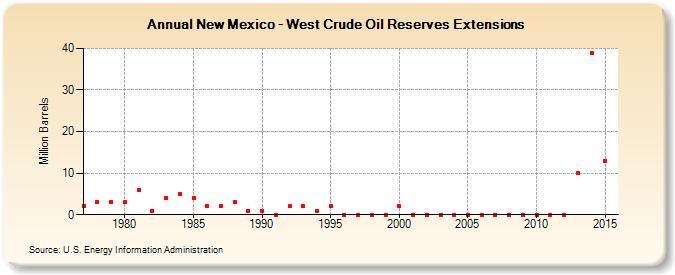 Annual New Mexico - West Crude Oil Reserves Extensions
Million Barrels
40
30
20
10
0
1980 1985 1990 1995 2000 2005 2010 2015
Source: U.S. Energy Information Administration